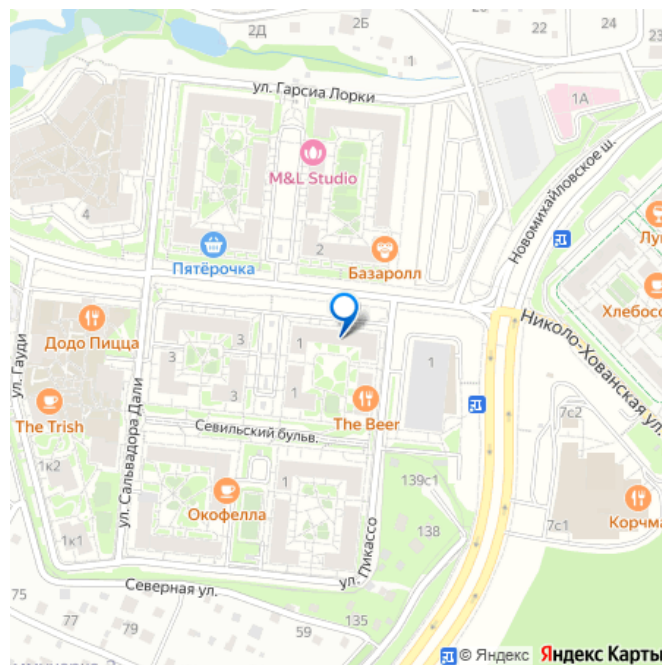 2Д
2Б
22
24
23
1
1А
ул. Гарсиа Лорки
Новомихайловское ш.
M&L Studio
4
2
Пятёрочка
Базаролл
Хлебосо
Додо Пицца
Николо-Хованская ул.
ул. Гауди
3
1
1
3
1
The Trish
ул. Сальвадора Дали
The Beer
Севильский бульв.
7с2
1к2
1
1
139с1
Окофелла
138
7с1
Корчма
1к1
ул. Пикассо
Северная ул.
75
77
79
59
135
© Яндекс Яндекс Карты